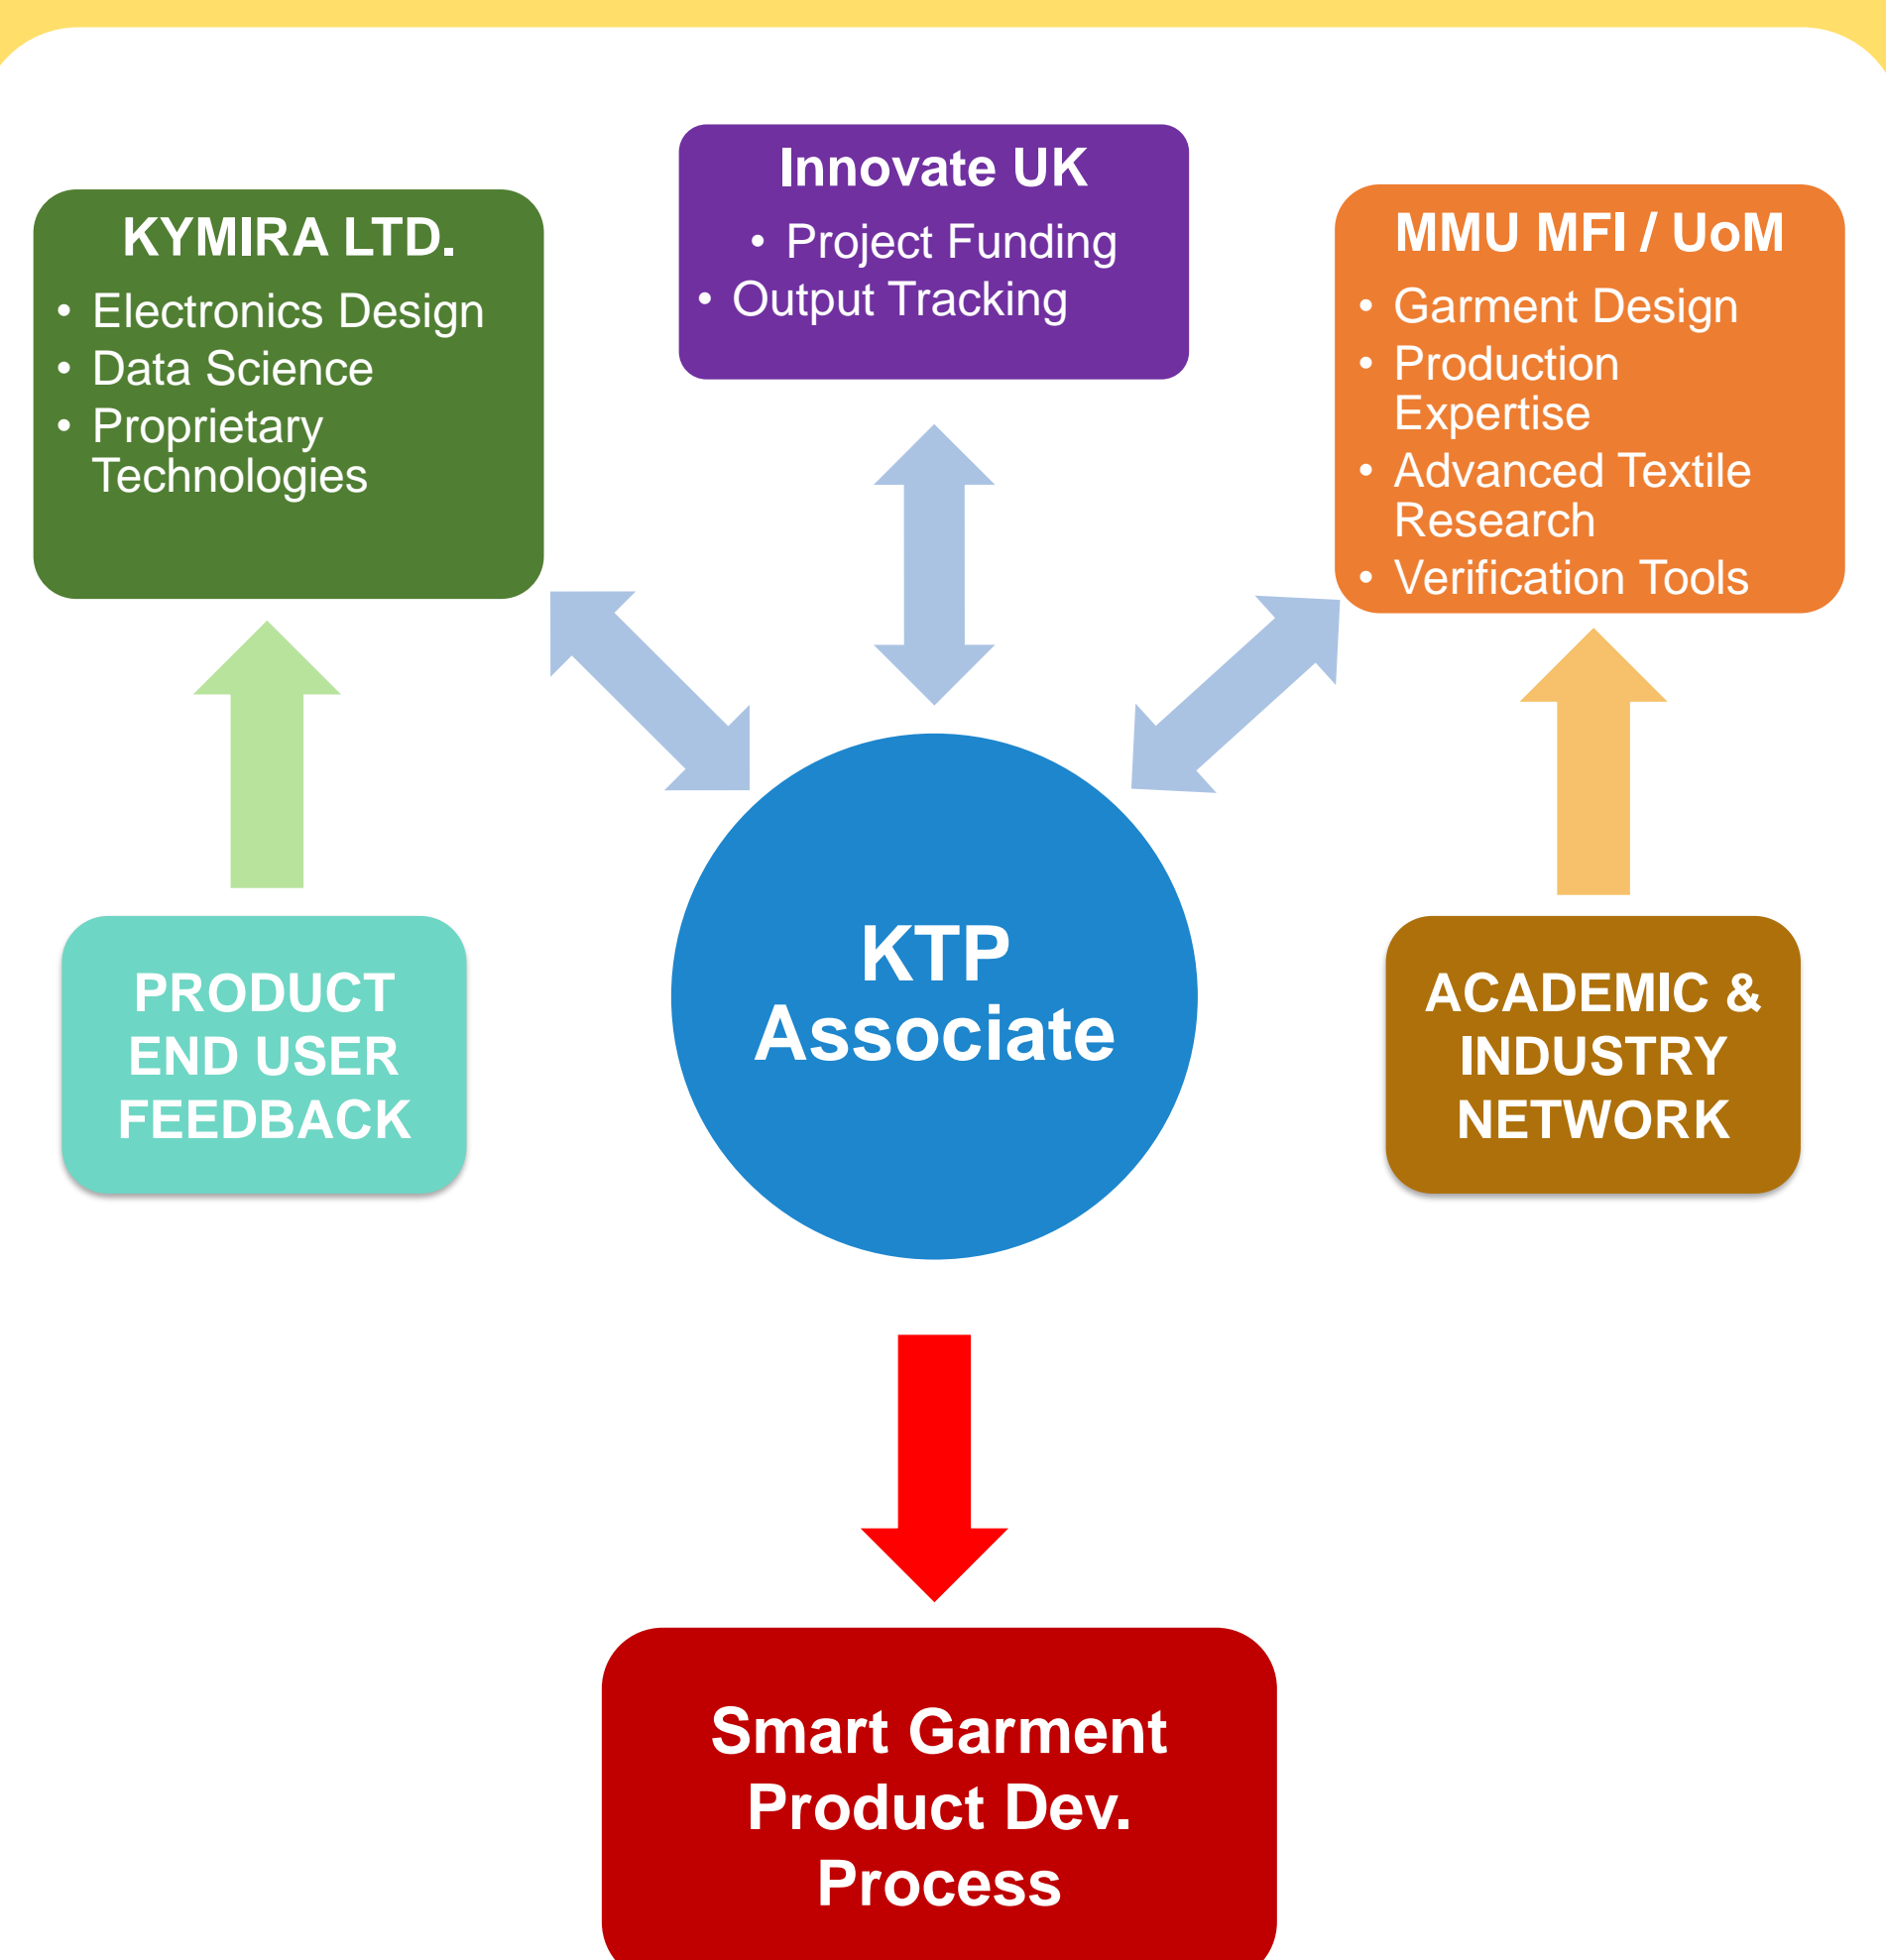 Innovate UK
• Project Funding
• Output Tracking
KYMIRA LTD.
• Electronics Design
• Data Science
• Proprietary
Technologies
MMU MFI / UoM
• Garment Design
• Production
Expertise
• Advanced Textile
Research
• Verification Tools
KTP
Associate
PRODUCT
END USER
FEEDBACK
ACADEMIC &
INDUSTRY
NETWORK
Smart Garment
Product Dev.
Process